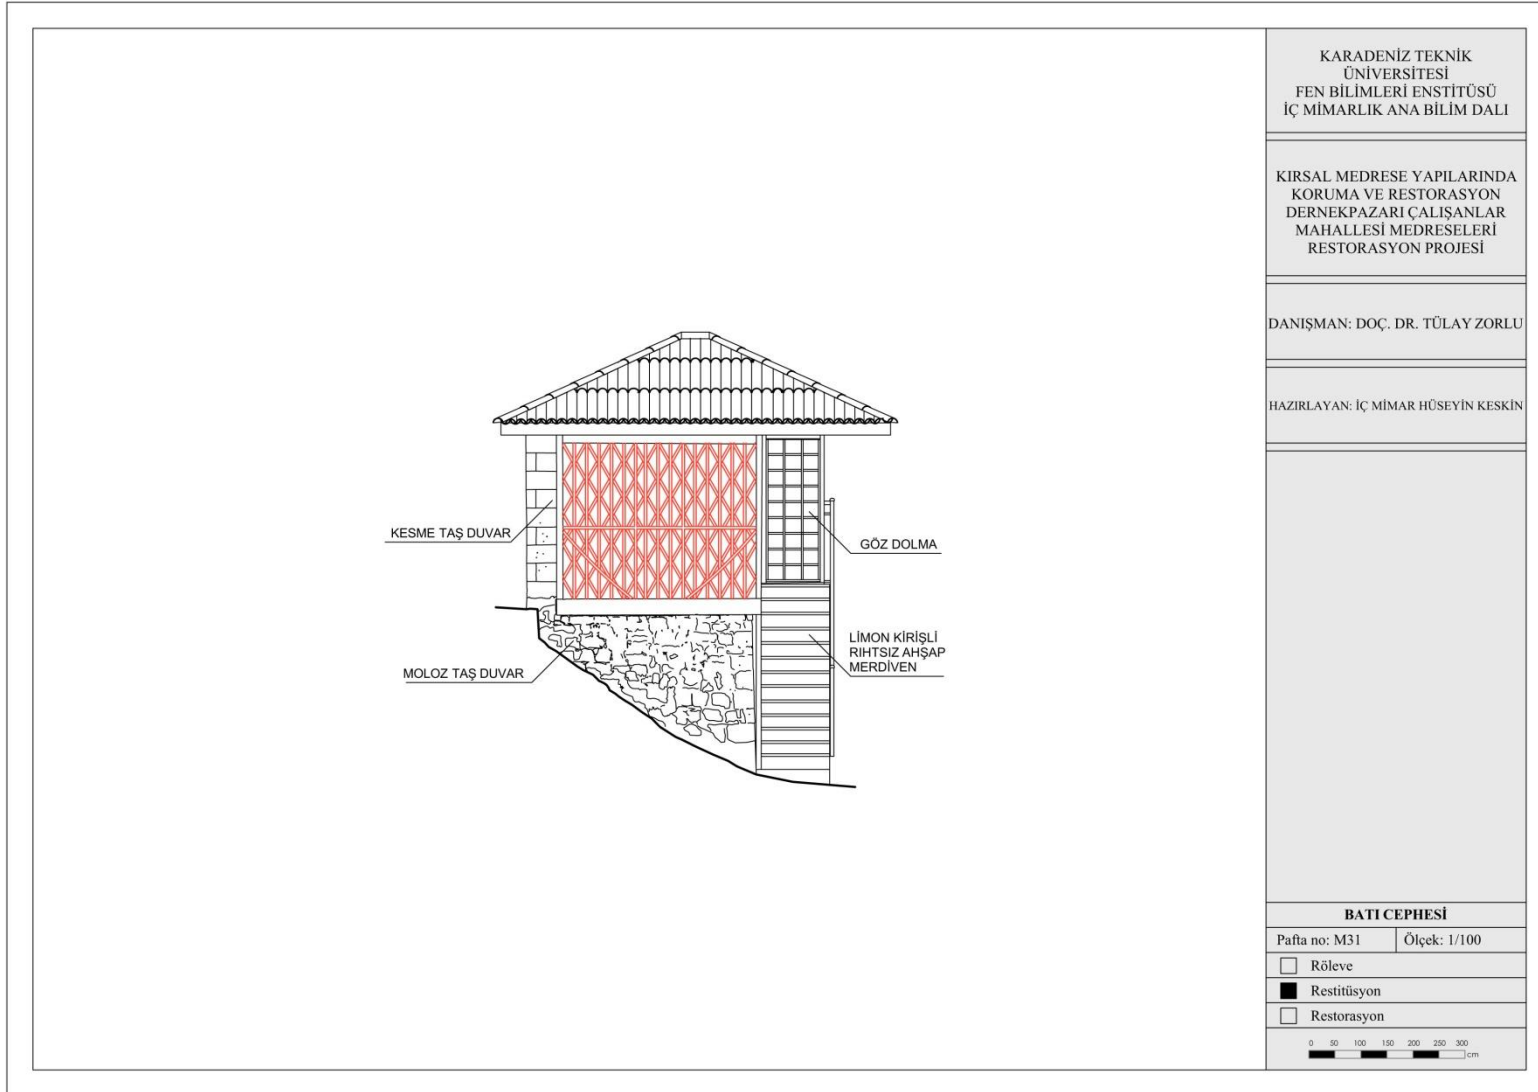 KARADENİZ TEKNİK
ÜNİVERSİTESİ
FEN BİLİMLERİ ENSTİTÜSÜ
İÇ MİMARLIK ANA BİLİM DALI
KIRSAL MEDRESE YAPILARINDA
KORUMA VE RESTORASYON
DERNEKPAZARI ÇALIŞANLAR
MAHALLESİ MEDRESELERİ
RESTORASYON PROJESİ
DANIŞMAN: DOÇ. DR. TÜLAY ZORLU
HAZIRLAYAN: İÇ MİMAR HÜSEYİN KESKİN
KESME TAŞ DUVAR
GÖZ DOLMA
LİMON KİRİŞLİ
RIHTSIZ AHŞAP
MERDİVEN
MOLOZ TAŞ DUVAR
BATI CEPHESİ
Pafta no: M31 Ölçek: 1/100
Röleve
Restitüsyon
Restorasyon
0 50 100 150 200 250 300
cm